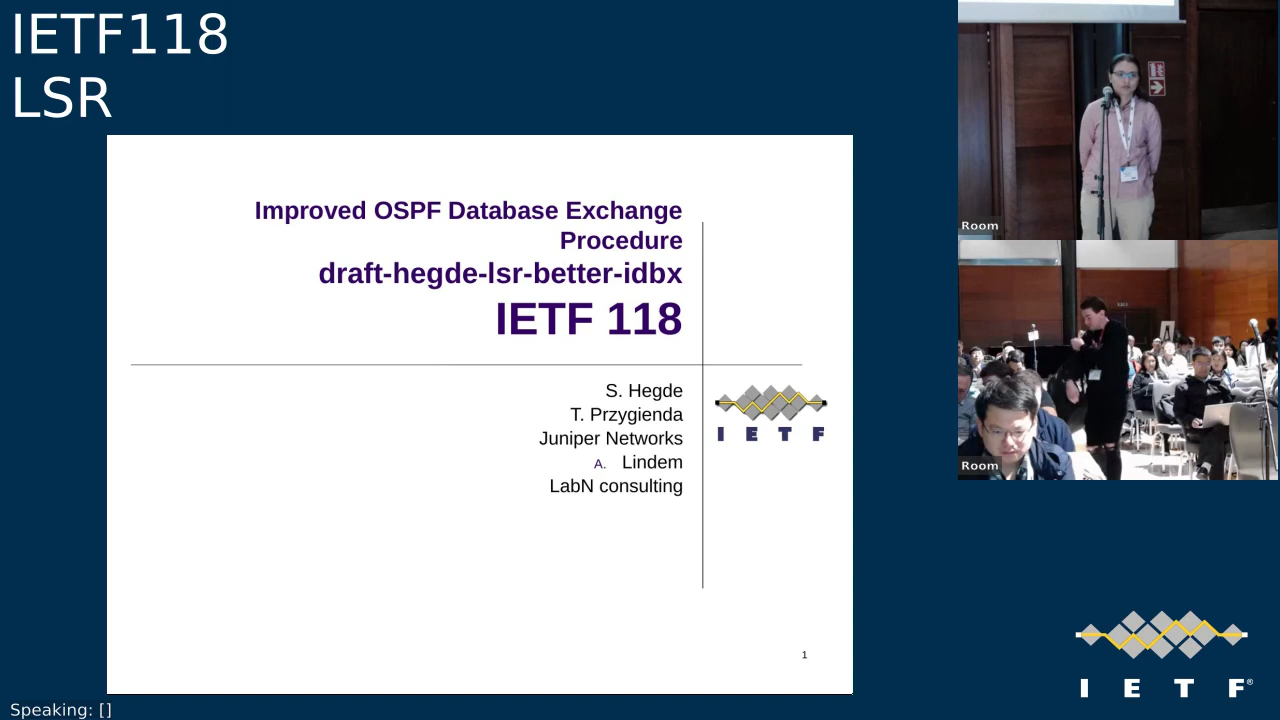 IETF118
LSR
Improved OSPF Database Exchange
Procedure
draft-hegde-lsr-better-idbx
IETF 118
S. Hegde
T. Przygienda
Juniper Networks
A. Lindem
LabN consulting
I E T F
1
Room
Room
I E T F®
Speaking: []